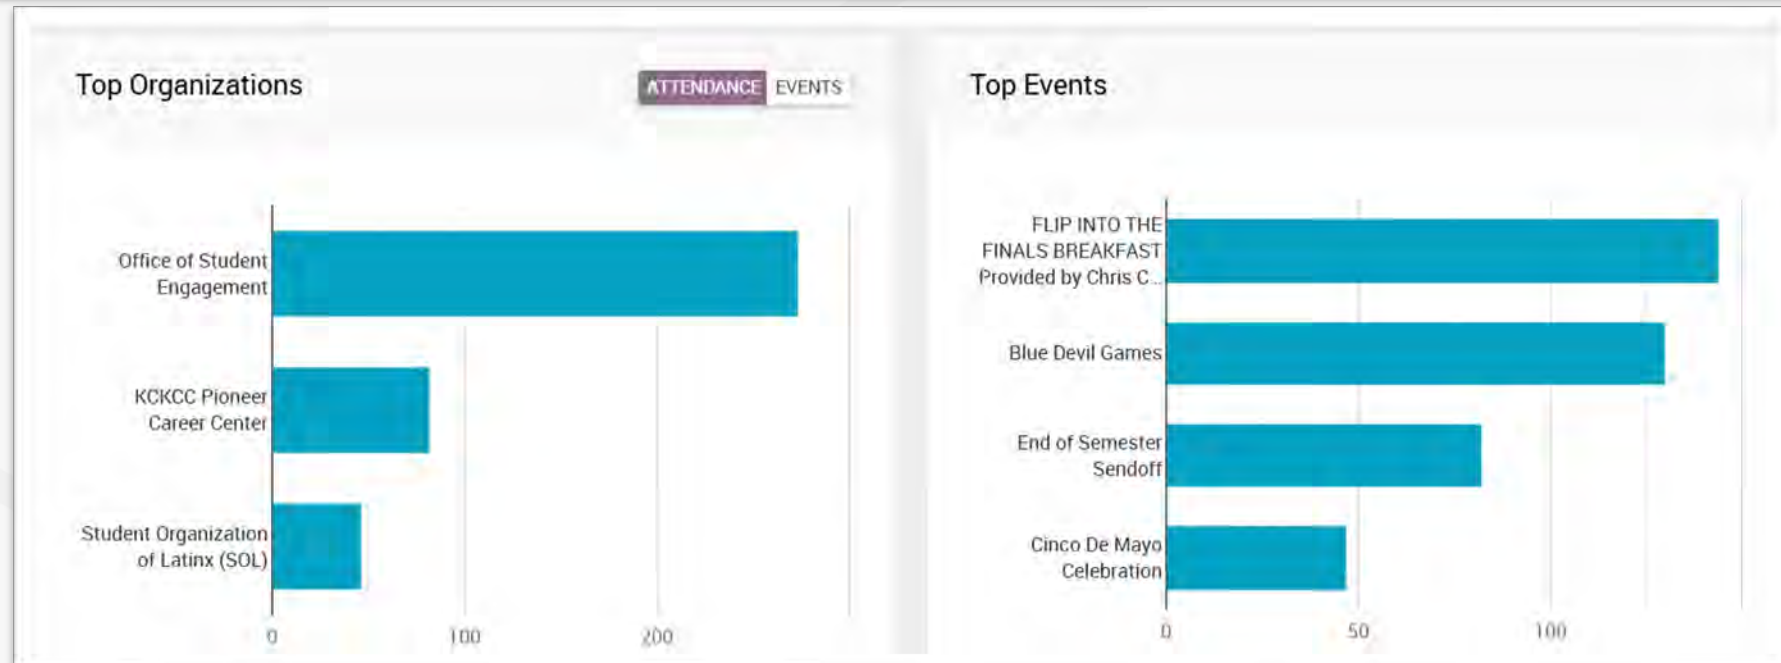 Top Organizations
ATTENDANCE EVENTS
Office of Student
Engagement
KCKCC Pioneer
Career Center
Student Organization
of Latinx (SOL)
0 100 200
Top Events
FLIP INTO THE
FINALS BREAKFAST
Provided by Chris C...
Blue Devil Games
End of Semester
Sendoff
Cinco De Mayo
Celebration
0 50 100